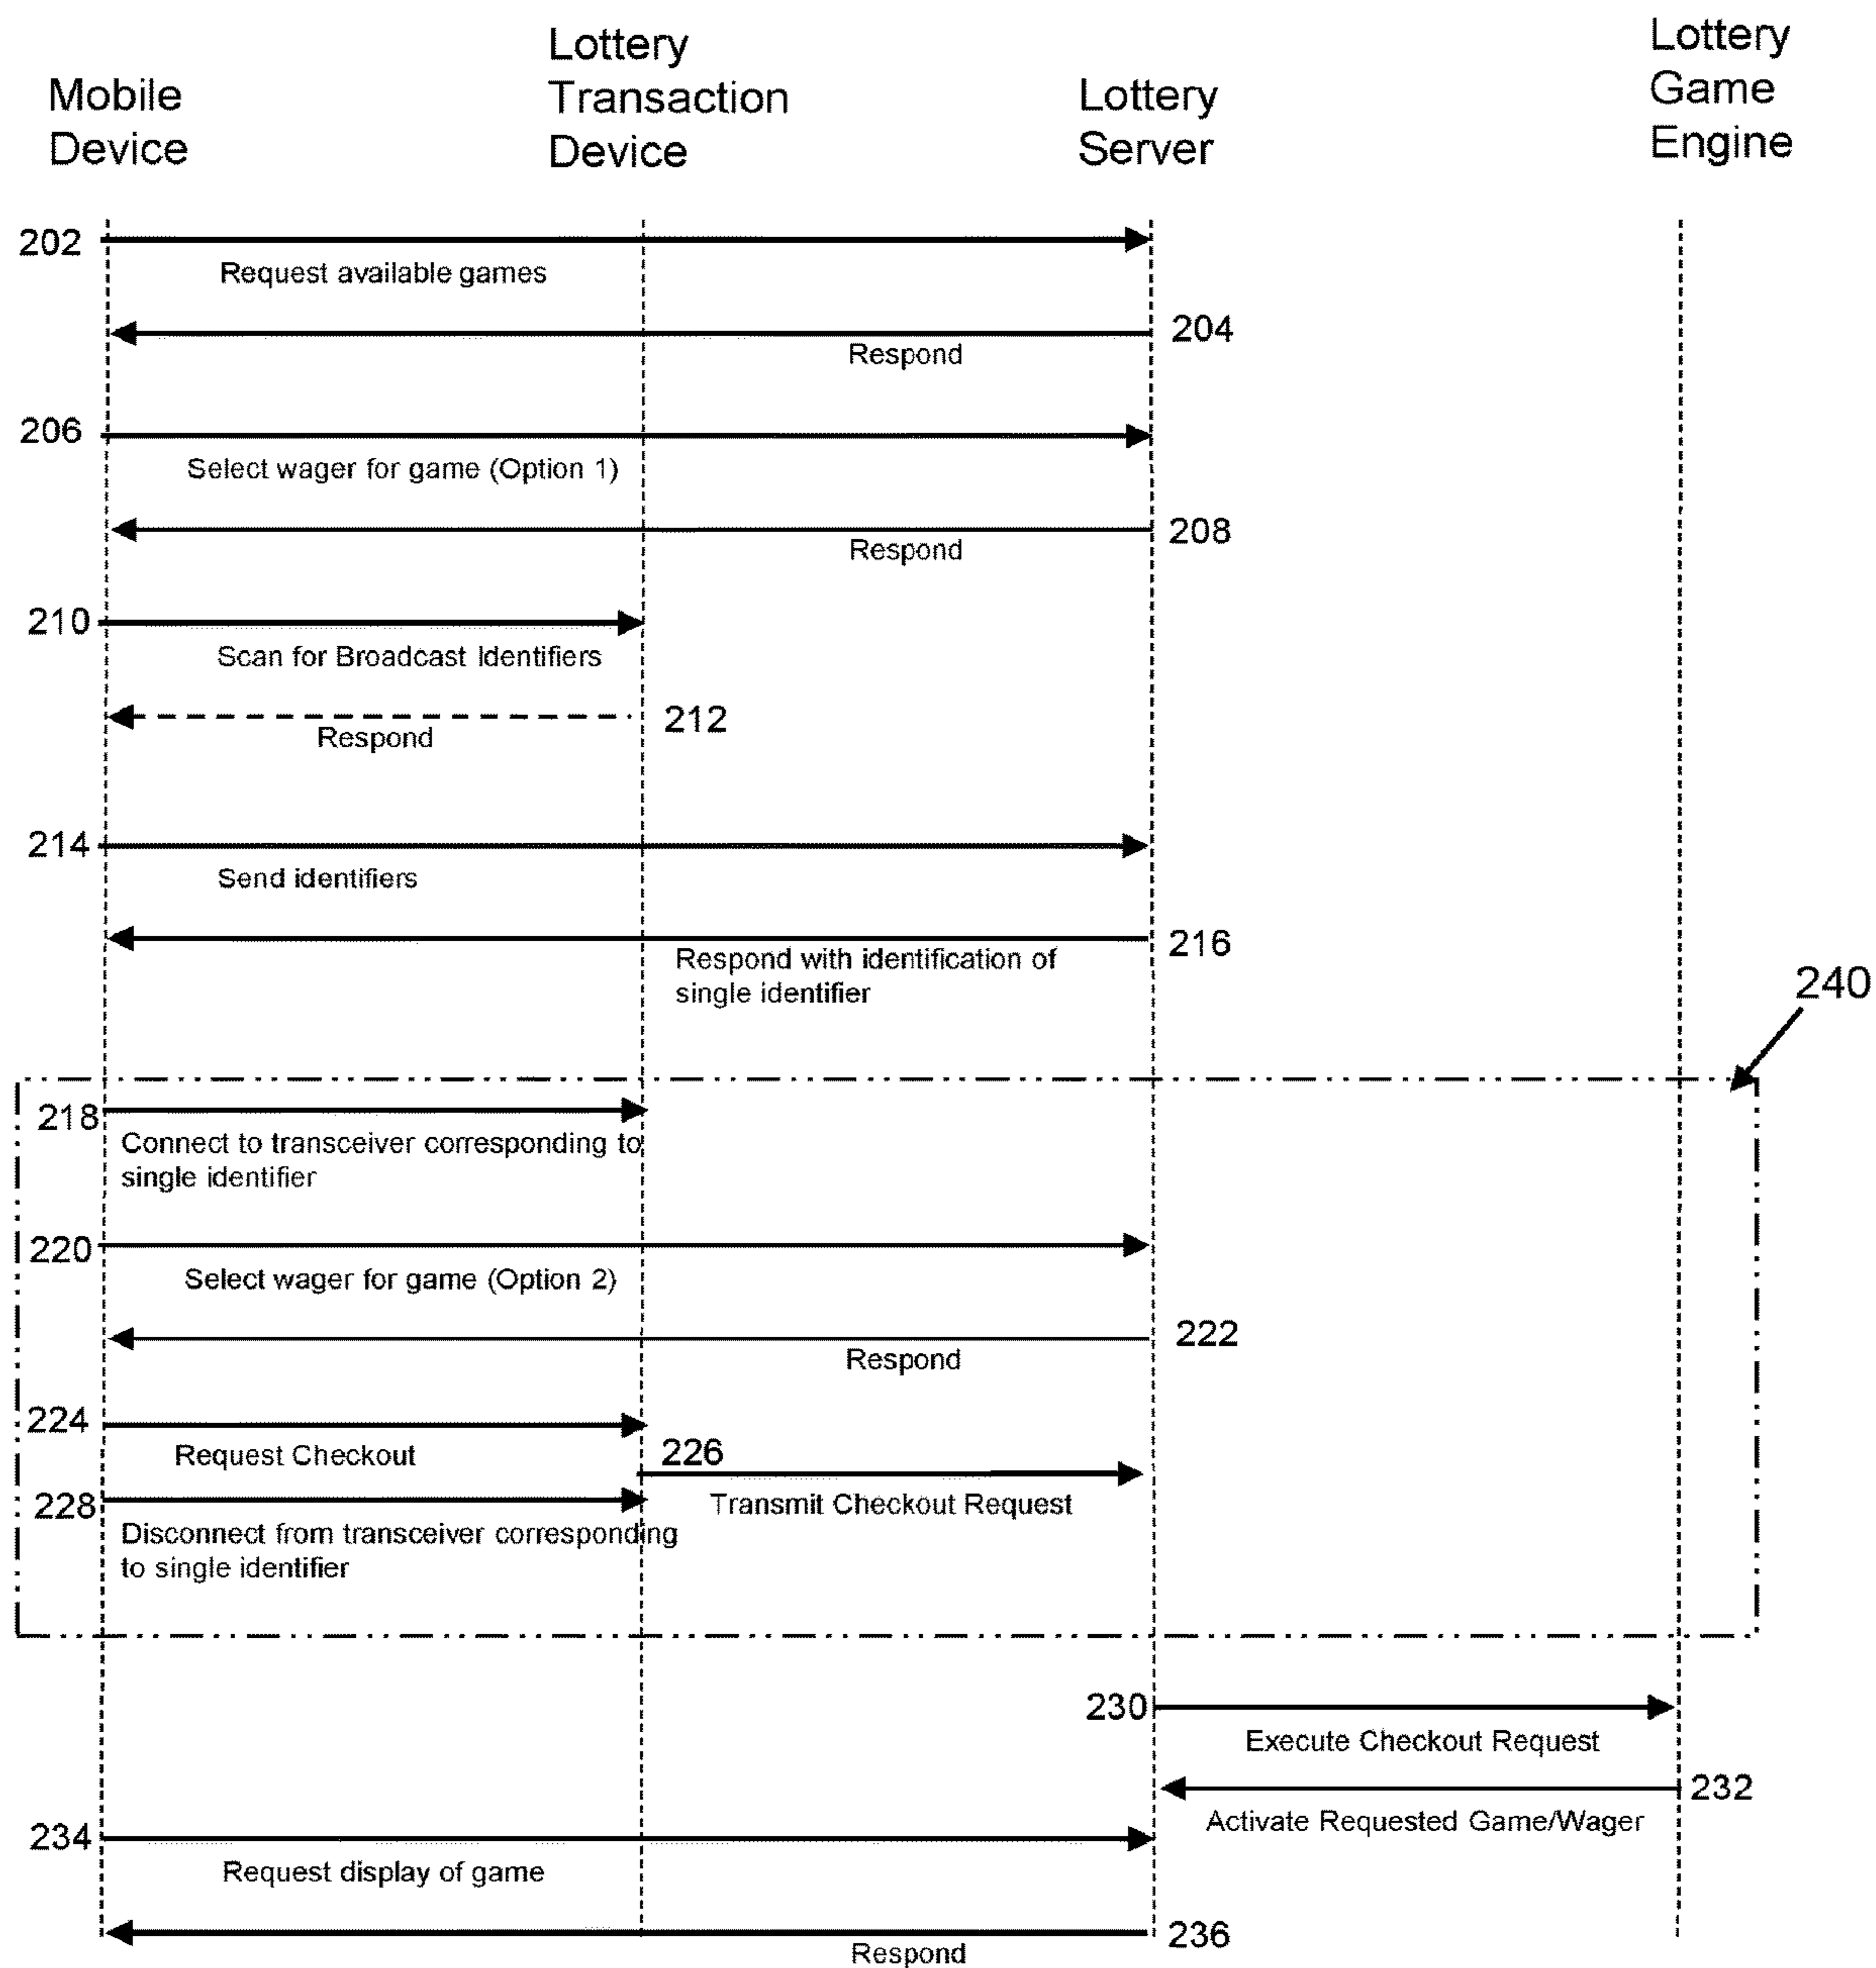 Mobile
Device
Lottery
Transaction
Device
Lottery
Server
Lottery
Game
Engine
202
Request available games
204
Respond
206
Select wager for game (Option 1)
208
Respond
210
Scan for Broadcast Identifiers
212
Respond
214
Send identifiers
216
Respond with identification of
single identifier
240
218
Connect to transceiver corresponding to
single identifier
220
Select wager for game (Option 2)
222
Respond
224
Request Checkout
226
Transmit Checkout Request
228
Disconnect from transceiver corresponding
to single identifier
230
Execute Checkout Request
232
Activate Requested Game/Wager
234
Request display of game
236
Respond